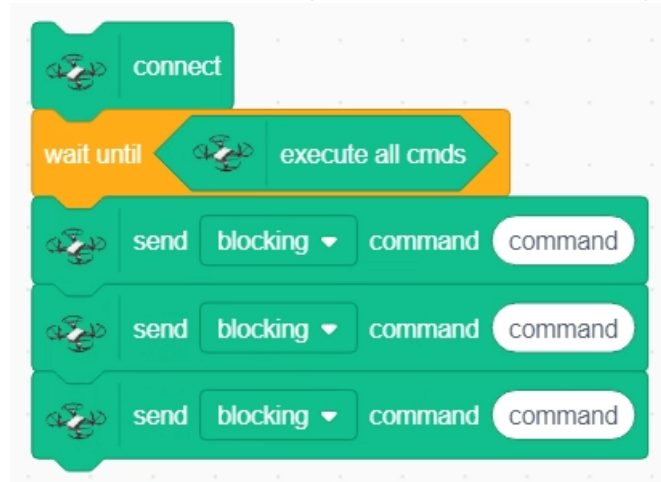 connect
wait until execute all cmds
send blocking command command
send blocking command command
send blocking command command